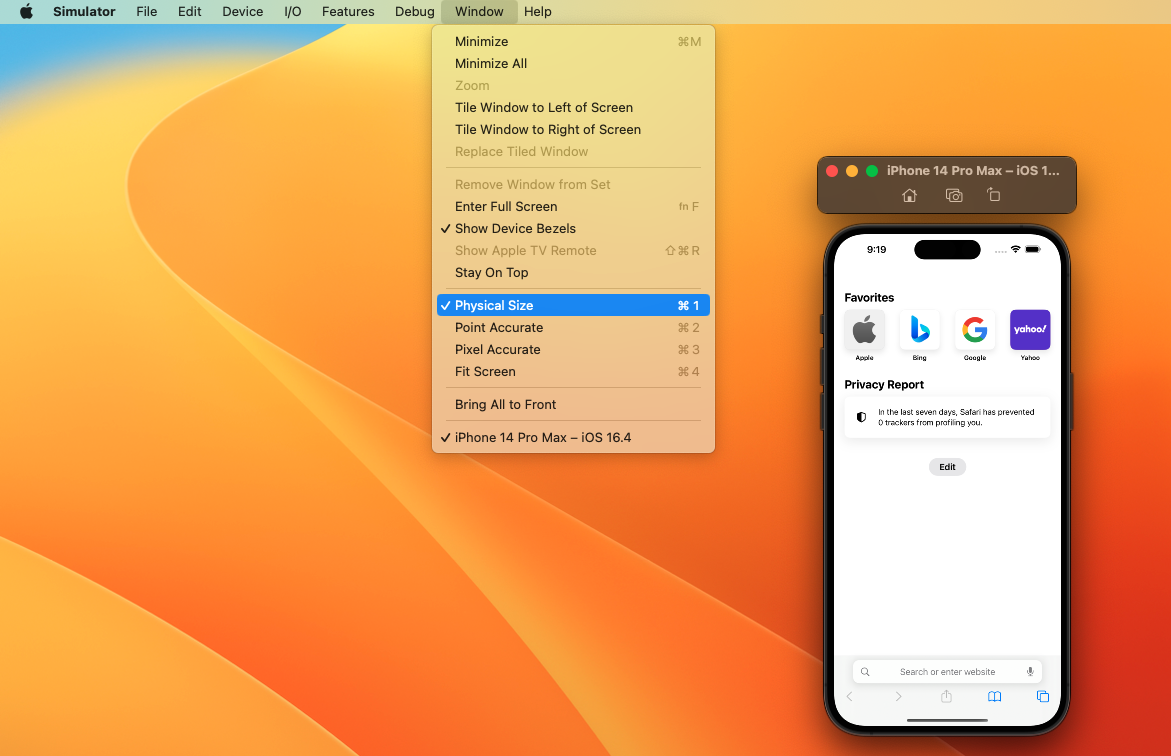 Simulator File Edit Device I/O Features Debug Window Help
Minimize ⌘M
Minimize All
Zoom
Tile Window to Left of Screen
Tile Window to Right of Screen
Replace Tiled Window
Remove Window from Set
Enter Full Screen fn F
✓ Show Device Bezels
Show Apple TV Remote ⇧⌘R
Stay On Top
✓ Physical Size ⌘1
Point Accurate ⌘2
Pixel Accurate ⌘3
Fit Screen ⌘4
Bring All to Front
✓ iPhone 14 Pro Max – iOS 16.4
iPhone 14 Pro Max – iOS 1...
9:19
Favorites
yahoo!
Apple Bing Google Yahoo
Privacy Report
In the last seven days, Safari has prevented
0 trackers from profiling you.
Edit
Search or enter website